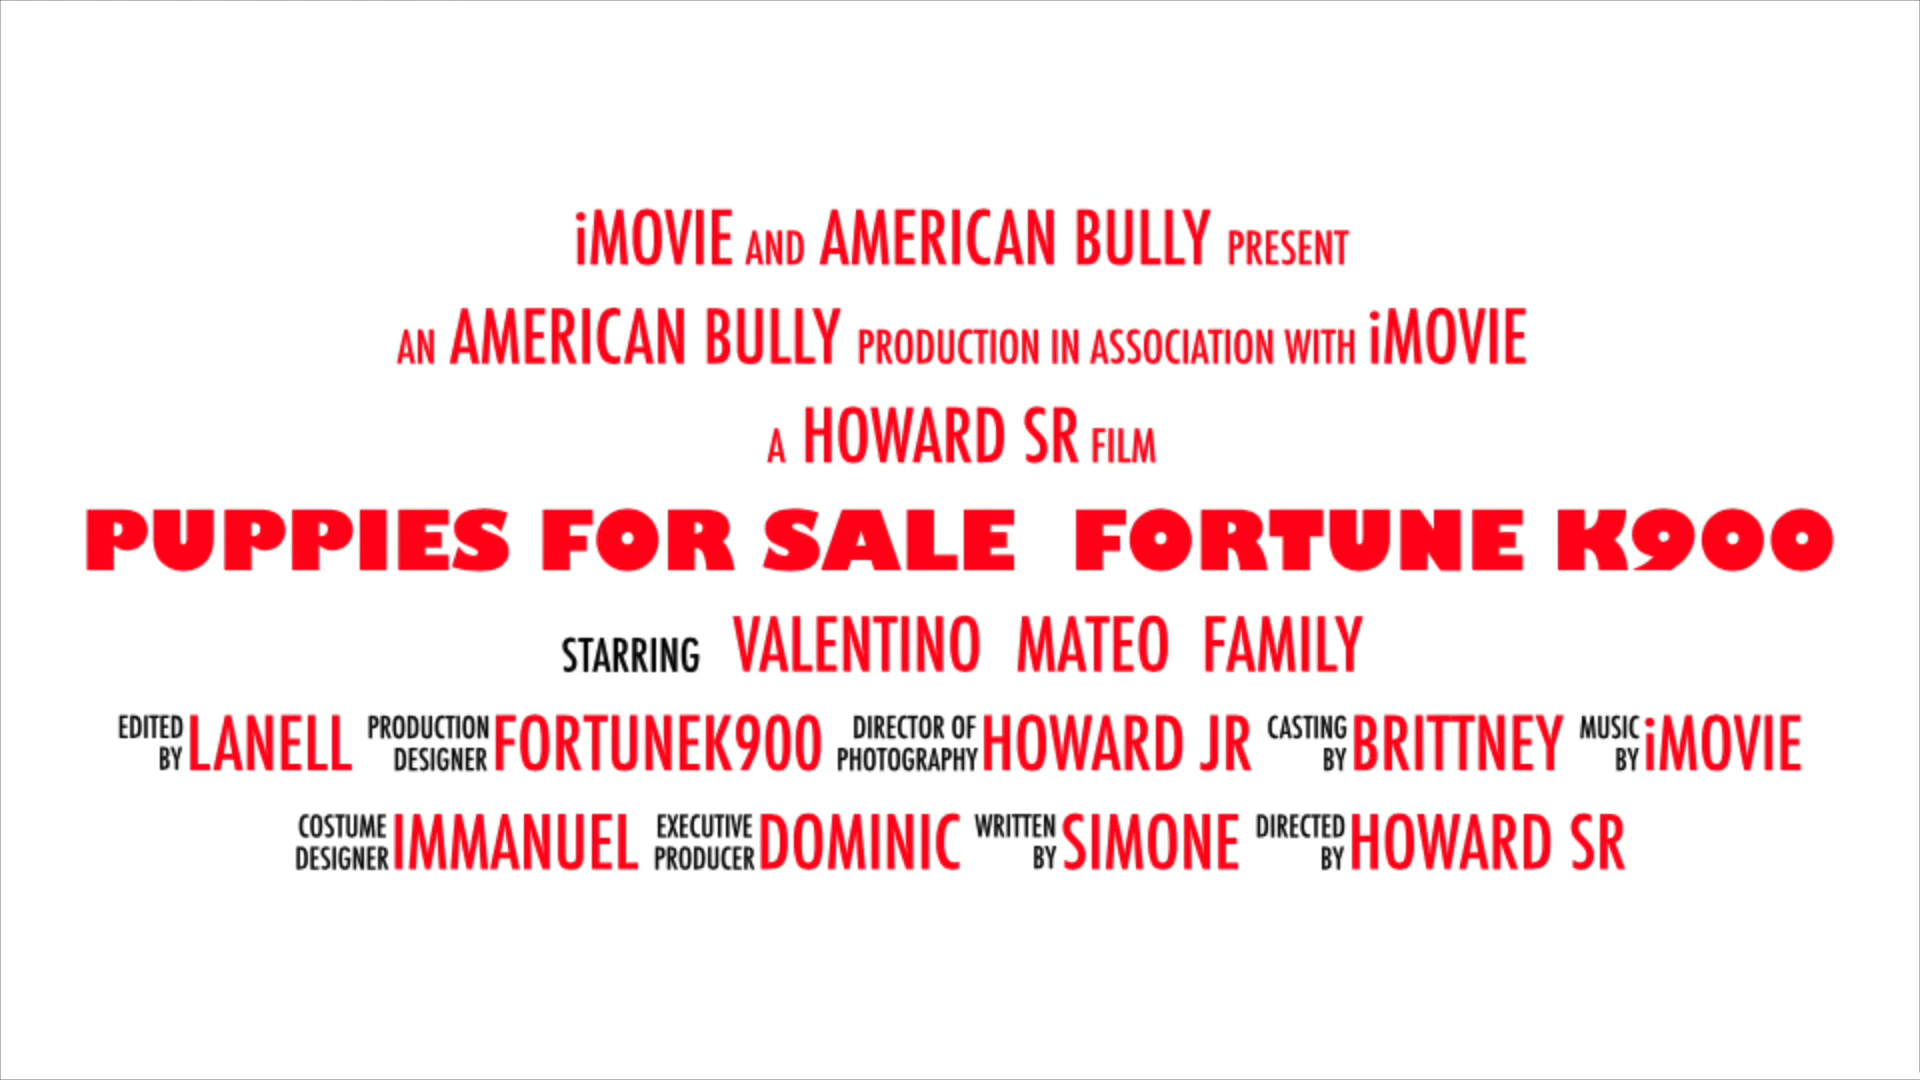 iMOVIE AND AMERICAN BULLY PRESENT
AN AMERICAN BULLY PRODUCTION IN ASSOCIATION WITH iMOVIE
A HOWARD SR FILM
PUPPIES FOR SALE FORTUNE K900
STARRING VALENTINO MATEO FAMILY
EDITED BY LANELL PRODUCTION DESIGNER FORTUNEK900 DIRECTOR OF PHOTOGRAPHY HOWARD JR CASTING BY BRITTNEY MUSIC BY iMOVIE
COSTUME DESIGNER IMMANUEL EXECUTIVE PRODUCER DOMINIC WRITTEN BY SIMONE DIRECTED BY HOWARD SR